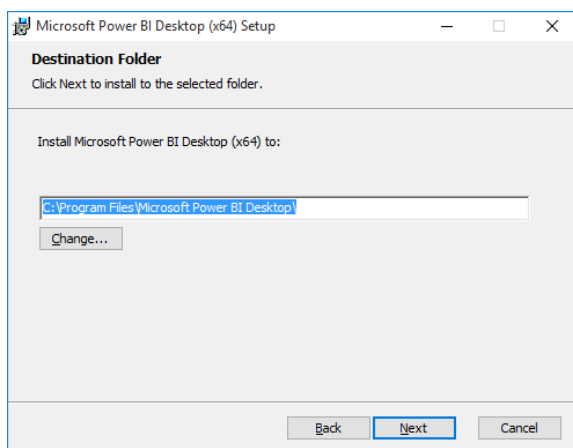 Microsoft Power BI Desktop (x64) Setup
Destination Folder
Click Next to install to the selected folder.
Install Microsoft Power BI Desktop (x64) to:
C:\Program Files\Microsoft Power BI Desktop\
Change...
Back Next Cancel